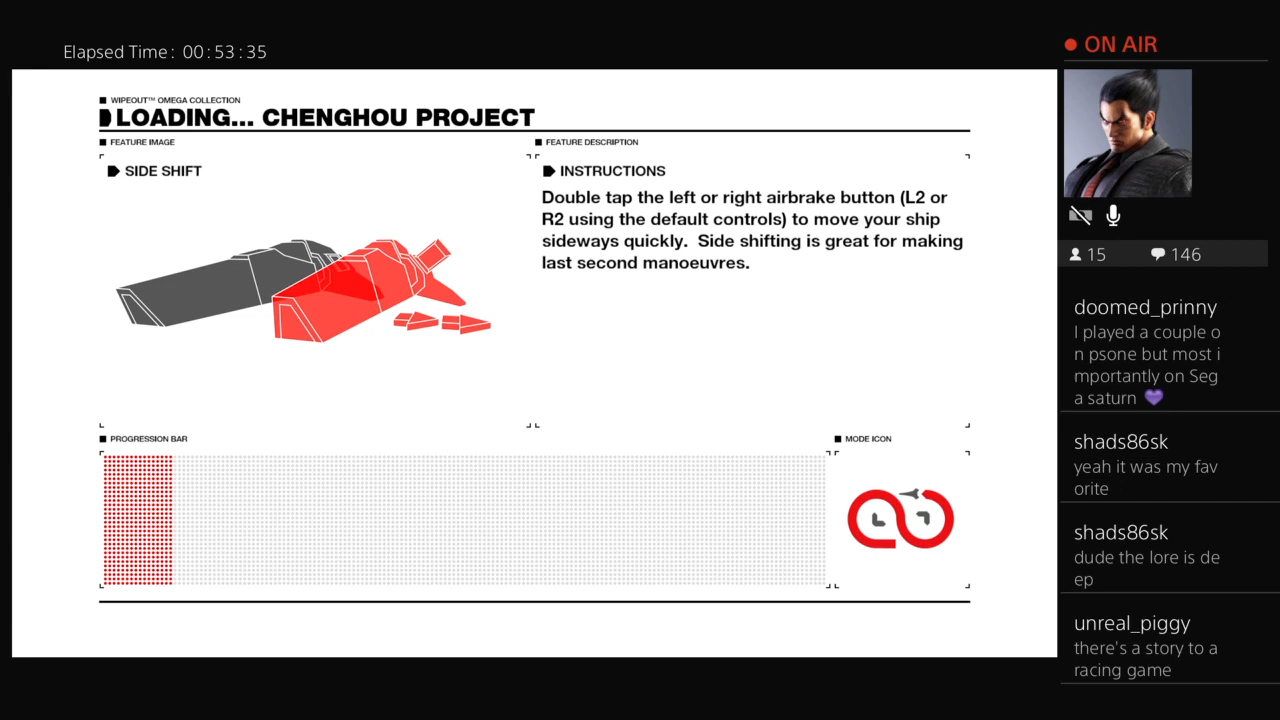 Elapsed Time: 00:53:35
WIPEOUT™ OMEGA COLLECTION
LOADING... CHENGHOU PROJECT
FEATURE IMAGE
SIDE SHIFT
FEATURE DESCRIPTION
INSTRUCTIONS
Double tap the left or right airbrake button (L2 or
R2 using the default controls) to move your ship
sideways quickly.  Side shifting is great for making
last second manoeuvres.
PROGRESSION BAR
MODE ICON
ON AIR
15
146
doomed_prinny
I played a couple o
n psone but most i
mportantly on Seg
a saturn 💜
shads86sk
yeah it was my fav
orite
shads86sk
dude the lore is de
ep
unreal_piggy
there's a story to a
racing game